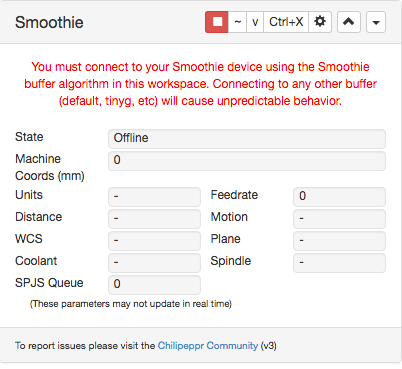 Smoothie ~ v Ctrl+X
You must connect to your Smoothie device using the Smoothie
buffer algorithm in this workspace. Connecting to any other buffer
(default, tinyg, etc) will cause unpredictable behavior.
State Offline
Machine 0
Coords (mm)
Units - Feedrate 0
Distance - Motion -
WCS - Plane -
Coolant - Spindle -
SPJS Queue 0
(These parameters may not update in real time)
To report issues please visit the Chilipeppr Community (v3)